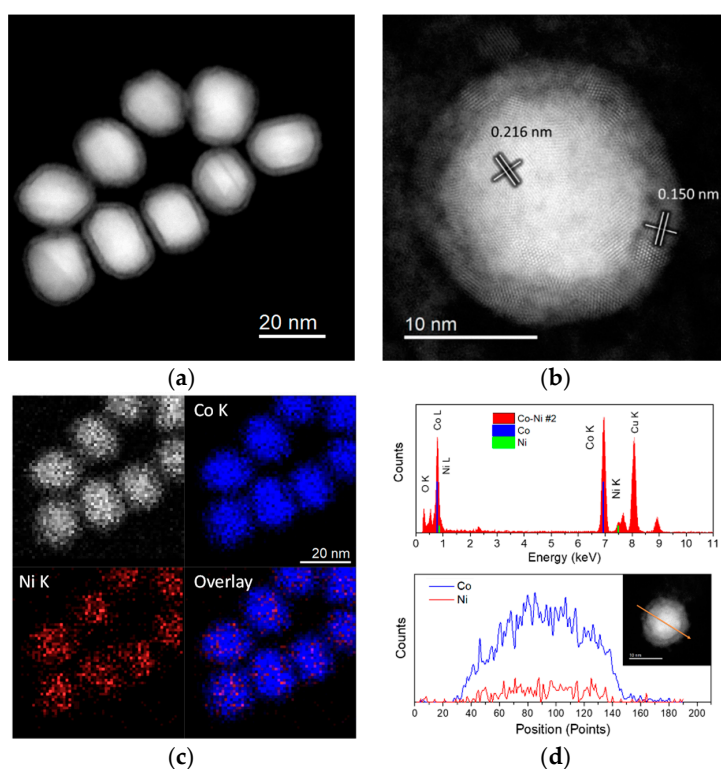 20 nm
(a)
0.216 nm
0.150 nm
10 nm
(b)
Co K
20 nm
Ni K
Overlay
(c)
Counts
O K
Co L
Ni L
Co-Ni #2
Co
Ni
Co K
Ni K
Cu K
0 1 2 3 4 5 6 7 8 9 10 11
Energy (keV)
Counts
Co
Ni
10 nm
0 20 40 60 80 100 120 140 160 180 200
Position (Points)
(d)